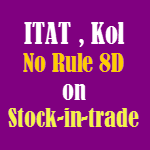 ITAT , Kol
No Rule 8D
on
Stock-in-trade